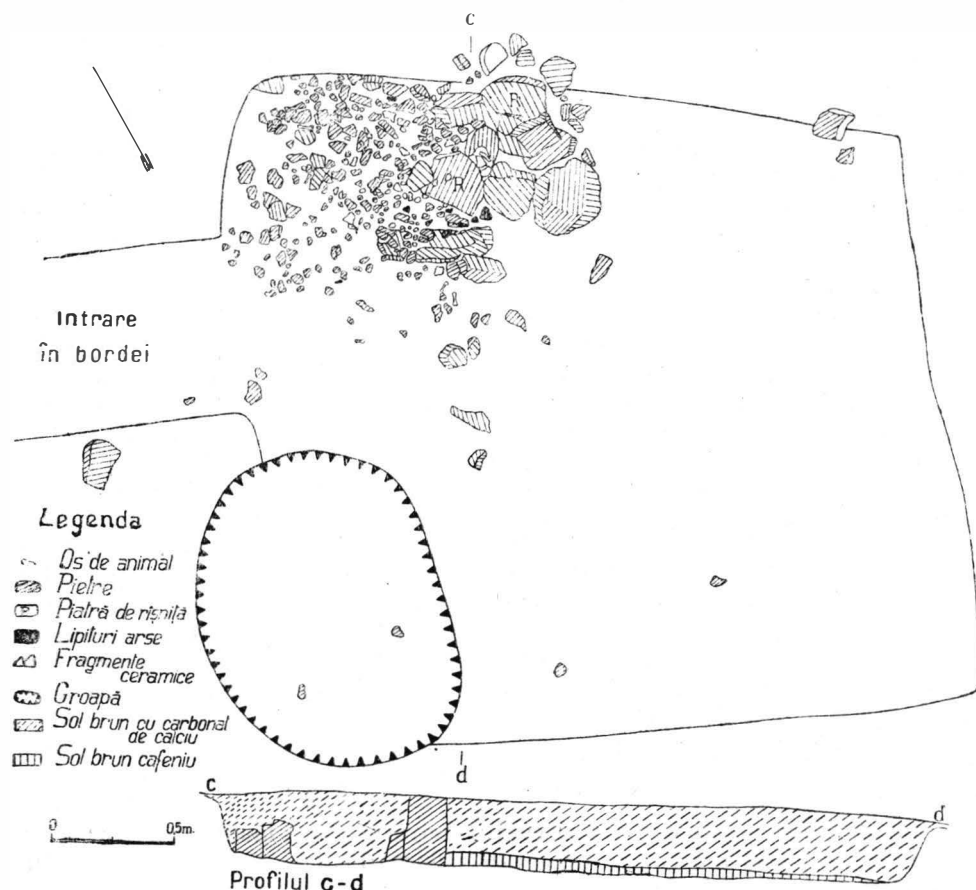 c
R
R
Intrare
în bordei
Legenda
Os de animal
Pietre
Piatră de rîșniță
Lipituri arse
Fragmente
ceramice
Groapă
Sol brun cu carbonat
de calciu
Sol brun cafeniu
d
c
d
0 0,5m.
Profilul c-d